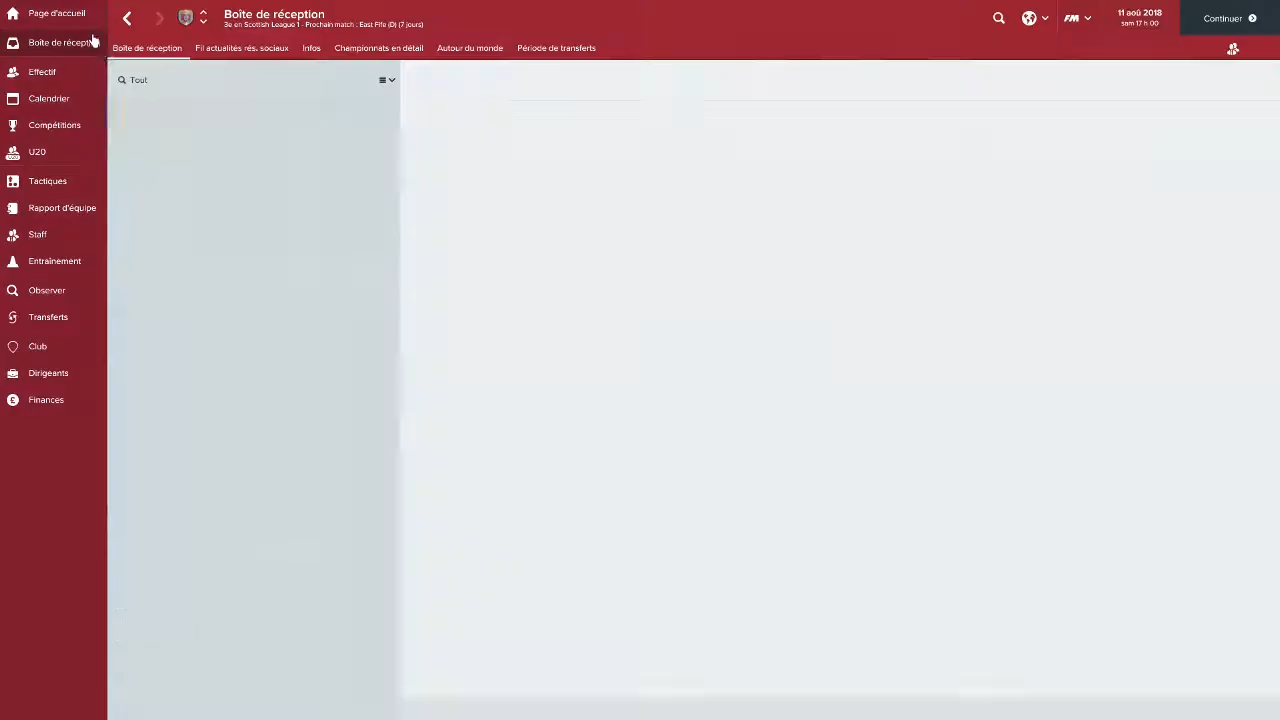 Page d'accueil
Boîte de récepti
Effectif
Calendrier
Compétitions
U20
Tactiques
Rapport d'équipe
Staff
Entraînement
Observer
Transferts
Club
Dirigeants
Finances
Boîte de réception
3e en Scottish League 1 - Prochain match : East Fife (D) (7 jours)
FM
11 aoû 2018
sam 17 h 00
Continuer
Boîte de réception Fil actualités rés. sociaux Infos Championnats en détail Autour du monde Période de transferts
Tout